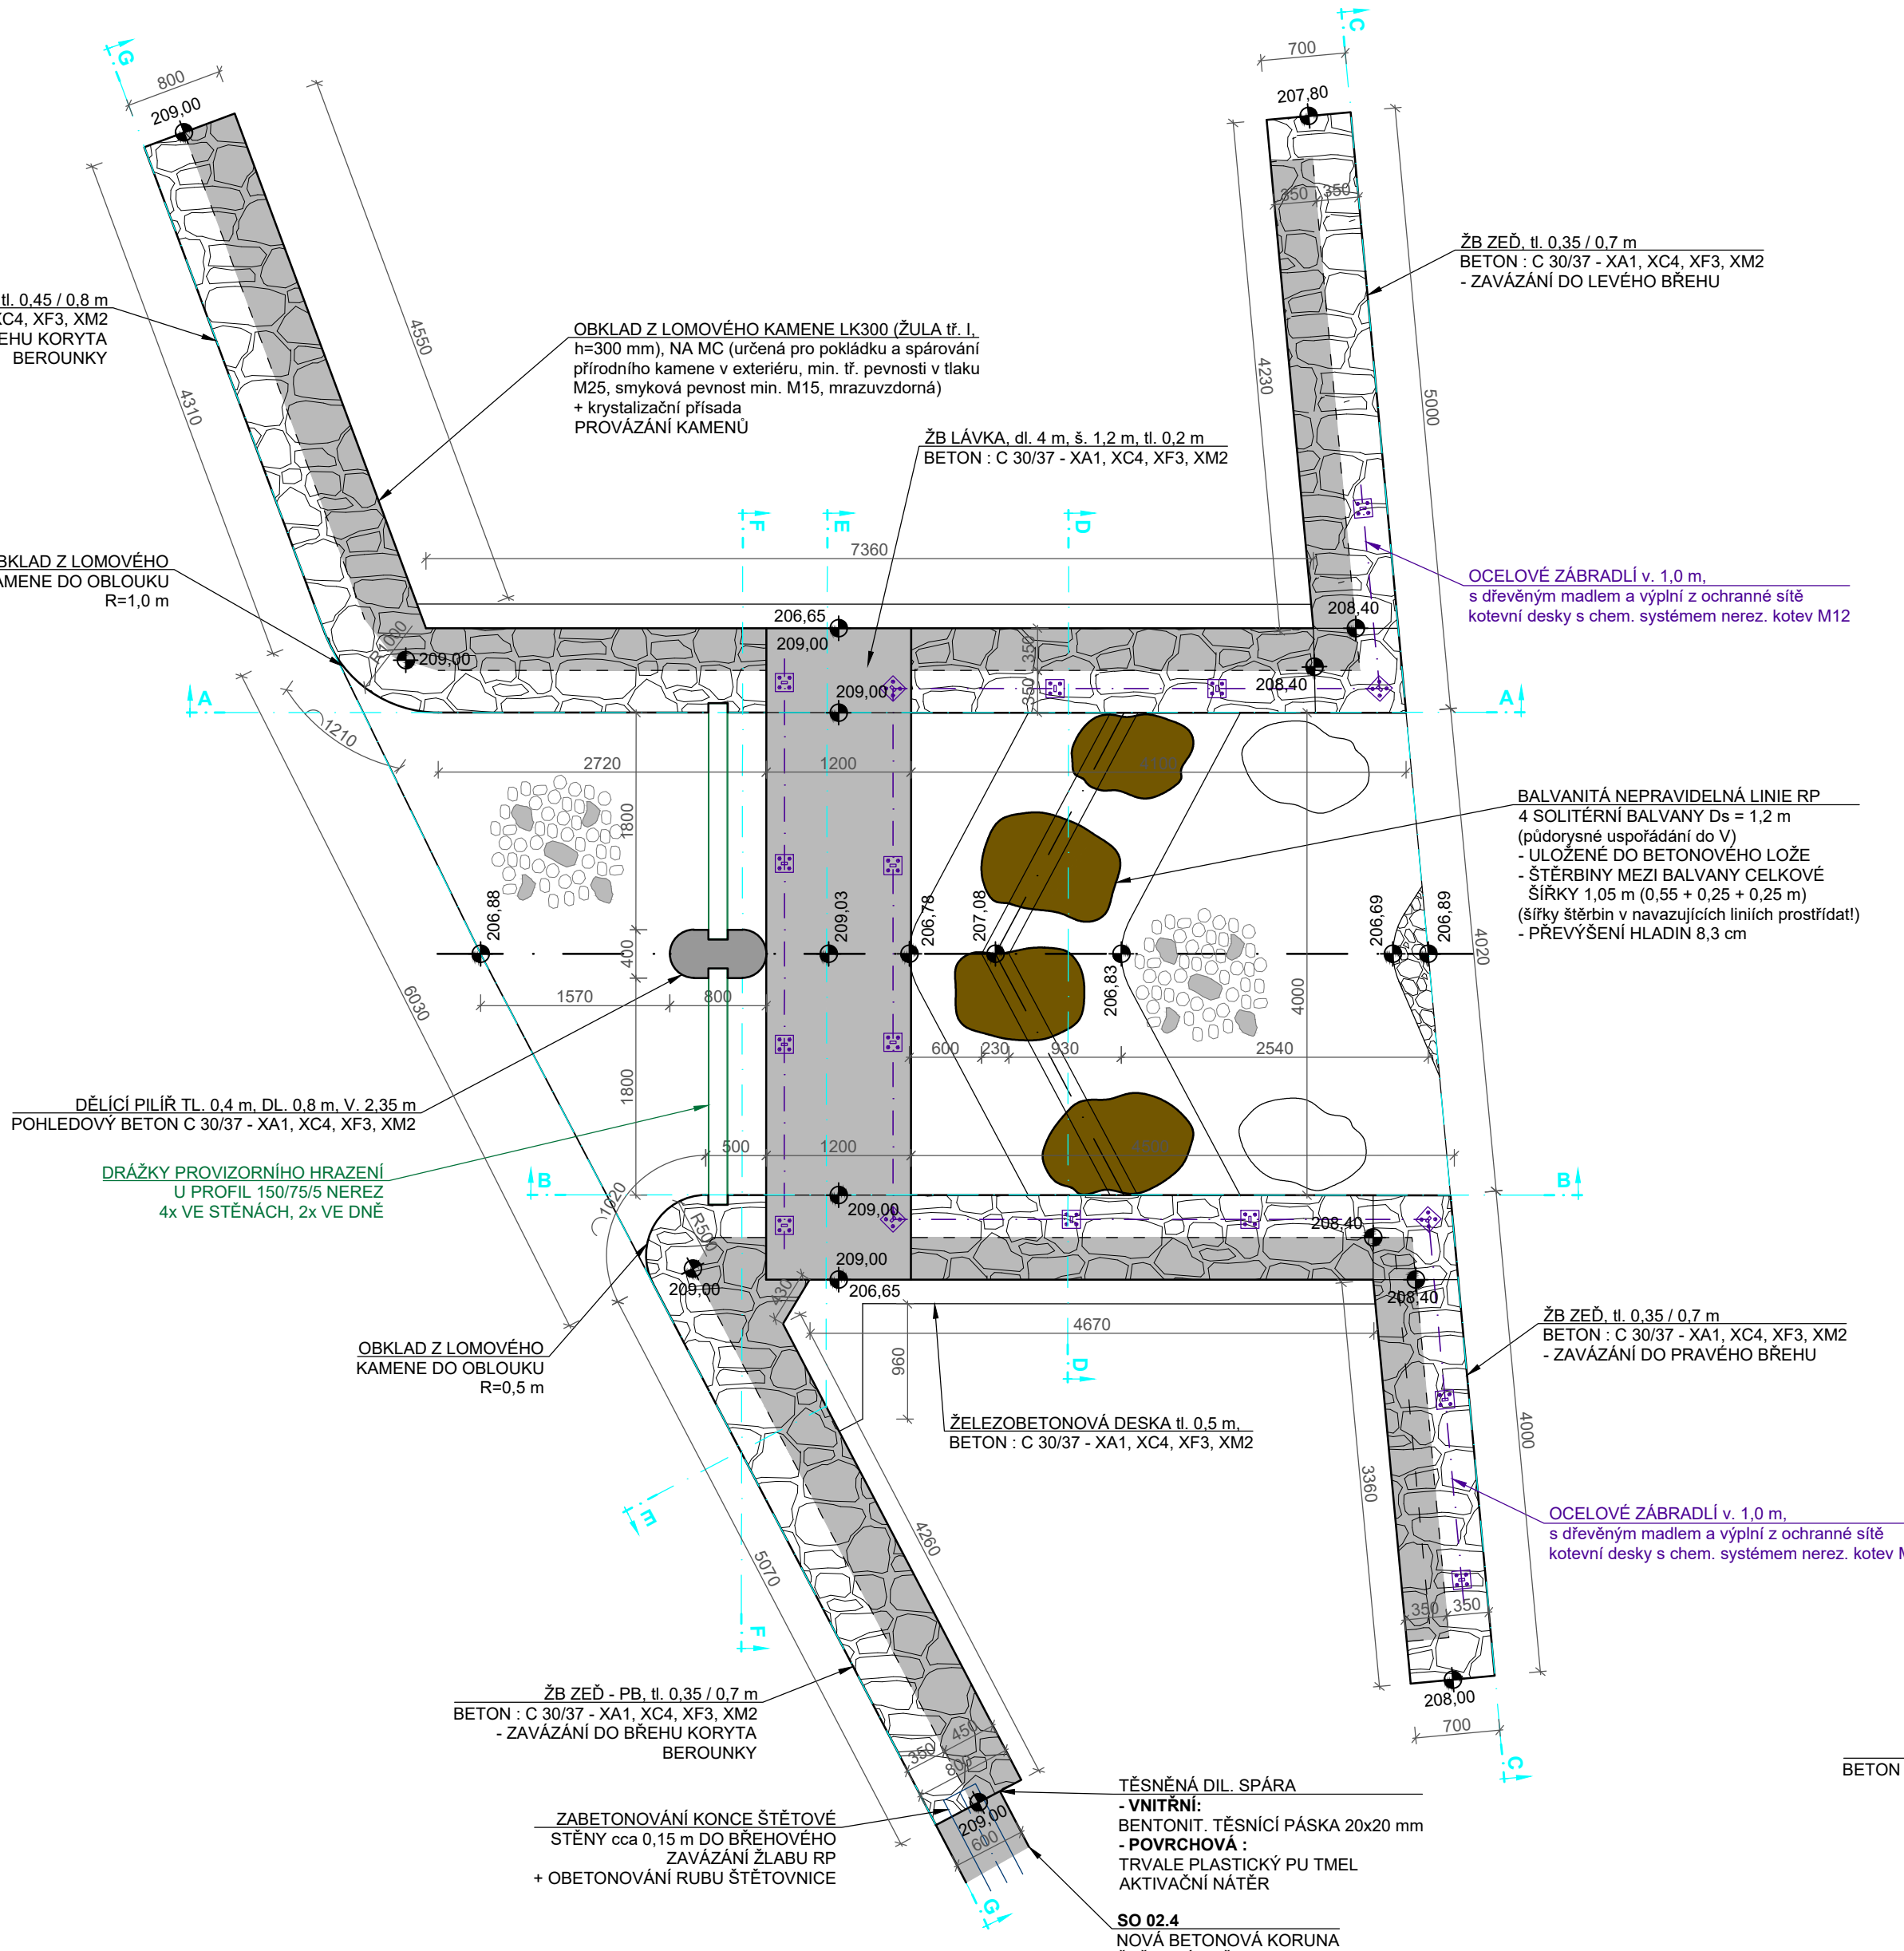 G
800
209,00
C
700
207,80
350
350
ŽB ZEĎ, tl. 0,35 / 0,7 m
BETON : C 30/37 - XA1, XC4, XF3, XM2
- ZAVÁZÁNÍ DO LEVÉHO BŘEHU
tl. 0,45 / 0,8 m
XC4, XF3, XM2
BŘEHU KORYTA
BEROUNKY
4310
4550
OBKLAD Z LOMOVÉHO KAMENE LK300 (ŽULA tř. I,
h=300 mm), NA MC (určená pro pokládku a spárování
přírodního kamene v exteriéru, min. tř. pevnosti v tlaku
M25, smyková pevnost min. M15, mrazuvzdorná)
+ krystalizační přísada
PROVÁZÁNÍ KAMENŮ
4230
5000
ŽB LÁVKA, dl. 4 m, š. 1,2 m, tl. 0,2 m
BETON : C 30/37 - XA1, XC4, XF3, XM2
F
E
D
7360
OBKLAD Z LOMOVÉHO
KAMENE DO OBLOUKU
R=1,0 m
OCELOVÉ ZÁBRADLÍ v. 1,0 m,
s dřevěným madlem a výplní z ochranné sítě
kotevní desky s chem. systémem nerez. kotev M12
206,65
209,00
208,40
R1000
209,00
350
350
209,00
208,40
A
A
1210
2720
1200
4100
1800
BALVANITÁ NEPRAVIDELNÁ LINIE RP
4 SOLITÉRNÍ BALVANY Ds = 1,2 m
(půdorysné uspořádání do V)
- ULOŽENÉ DO BETONOVÉHO LOŽE
- ŠTĚRBINY MEZI BALVANY CELKOVÉ
ŠÍŘKY 1,05 m (0,55 + 0,25 + 0,25 m)
(šířky štěrbin v navazujících liniích prostřídat!)
- PŘEVÝŠENÍ HLADIN 8,3 cm
206,88
400
209,03
206,78
207,08
206,83
206,69
206,89
4020
4000
6030
1570
800
600
230
930
2540
1800
DĚLÍCÍ PILÍŘ TL. 0,4 m, DL. 0,8 m, V. 2,35 m
POHLEDOVÝ BETON C 30/37 - XA1, XC4, XF3, XM2
DRÁŽKY PROVIZORNÍHO HRAZENÍ
U PROFIL 150/75/5 NEREZ
4x VE STĚNÁCH, 2x VE DNĚ
500
1200
4500
B
B
1020
R500
209,00
208,40
209,00
209,00
206,65
208,40
430
4670
960
D
ŽB ZEĎ, tl. 0,35 / 0,7 m
BETON : C 30/37 - XA1, XC4, XF3, XM2
- ZAVÁZÁNÍ DO PRAVÉHO BŘEHU
OBKLAD Z LOMOVÉHO
KAMENE DO OBLOUKU
R=0,5 m
ŽELEZOBETONOVÁ DESKA tl. 0,5 m,
BETON : C 30/37 - XA1, XC4, XF3, XM2
4000
3360
E
4260
5070
OCELOVÉ ZÁBRADLÍ v. 1,0 m,
s dřevěným madlem a výplní z ochranné sítě
kotevní desky s chem. systémem nerez. kotev M
F
350
350
208,00
700
C
ŽB ZEĎ - PB, tl. 0,35 / 0,7 m
BETON : C 30/37 - XA1, XC4, XF3, XM2
- ZAVÁZÁNÍ DO BŘEHU KORYTA
BEROUNKY
450
350
800
BETON
TĚSNĚNÁ DIL. SPÁRA
- VNITŘNÍ:
BENTONIT. TĚSNÍCÍ PÁSKA 20x20 mm
- POVRCHOVÁ :
TRVALE PLASTICKÝ PU TMEL
AKTIVAČNÍ NÁTĚR
ZABETONOVÁNÍ KONCE ŠTĚTOVÉ
STĚNY cca 0,15 m DO BŘEHOVÉHO
ZAVÁZÁNÍ ŽLABU RP
+ OBETONOVÁNÍ RUBU ŠTĚTOVNICE
209,00
600
G
SO 02.4
NOVÁ BETONOVÁ KORUNA